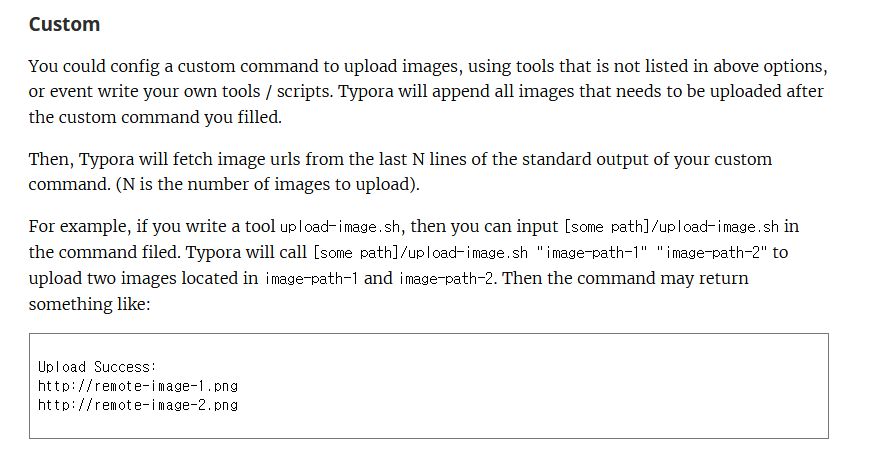 Custom
You could config a custom command to upload images, using tools that is not listed in above options,
or event write your own tools / scripts. Typora will append all images that needs to be uploaded after
the custom command you filled.
Then, Typora will fetch image urls from the last N lines of the standard output of your custom
command. (N is the number of images to upload).
For example, if you write a tool upload-image.sh, then you can input [some path]/upload-image.sh in
the command filed. Typora will call [some path]/upload-image.sh "image-path-1" "image-path-2" to
upload two images located in image-path-1 and image-path-2. Then the command may return
something like:
Upload Success:
http://remote-image-1.png
http://remote-image-2.png